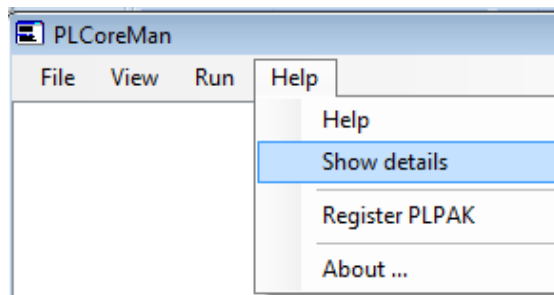 PLCoreMan
File View Run Help
Help
Show details
Register PLPAK
About ...